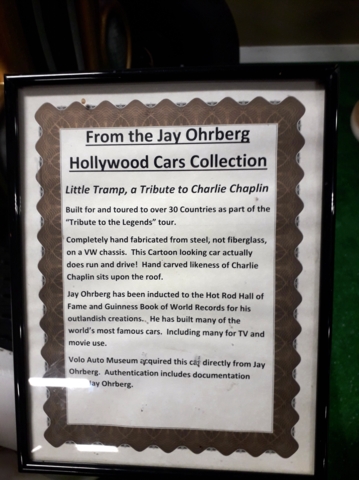 From the Jay Ohrberg
Hollywood Cars Collection
Little Tramp, a Tribute to Charlie Chaplin
Built for and toured to over 30 Countries as part of the
"Tribute to the Legends" tour.
Completely hand fabricated from steel, not fiberglass,
on a VW chassis. This Cartoon looking car actually
does run and drive! Hand carved likeness of Charlie
Chaplin sits upon the roof.
Jay Ohrberg has been inducted to the Hot Rod Hall of
Fame and Guinness Book of World Records for his
outlandish creations. He has built many of the
world's most famous cars. Including many for TV and
movie use.
Volo Auto Museum acquired this car directly from Jay
Ohrberg. Authentication includes documentation
Jay Ohrberg.